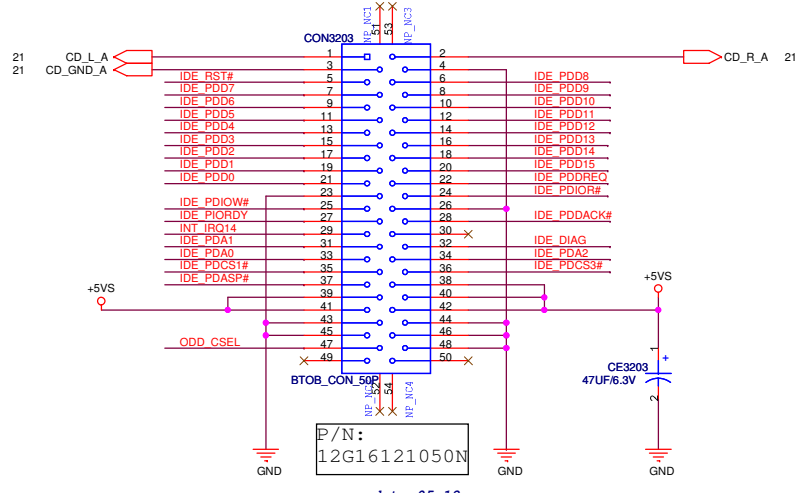 NP_NC1
NP_NC3
51
53
CON3203
21 CD_L_A 1 2 CD_R_A 21
21 CD_GND_A 3 4
IDE_RST# 5 6 IDE_PDD8
IDE_PDD7 7 8 IDE_PDD9
IDE_PDD6 9 10 IDE_PDD10
IDE_PDD5 11 12 IDE_PDD11
IDE_PDD4 13 14 IDE_PDD12
IDE_PDD3 15 16 IDE_PDD13
IDE_PDD2 17 18 IDE_PDD14
IDE_PDD1 19 20 IDE_PDD15
IDE_PDD0 21 22 IDE_PDDREQ
23 24 IDE_PDIOR#
IDE_PDIOW# 25 26
IDE_PIORDY 27 28 IDE_PDDACK#
INT_IRQ14 29 30
IDE_PDA1 31 32 IDE_DIAG
IDE_PDA0 33 34 IDE_PDA2
IDE_PDCS1# 35 36 IDE_PDCS3#
IDE_PDASP# 37 38
+5VS 39 40 +5VS
41 42
43 44
45 46
ODD_CSEL 47 48
49 50
1 +
CE3203
47UF/6.3V
2
BTOB_CON_50P
52
54
NP_NC4
P/N:
12G16121050N
GND
GND
GND